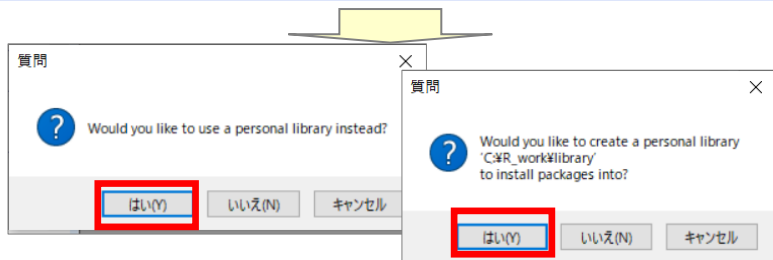 質問
Would you like to use a personal library instead?
はい(Y)
いいえ(N)
キャンセル
質問
Would you like to create a personal library
'C:¥R_work¥library'
to install packages into?
はい(Y)
いいえ(N)
キャンセル